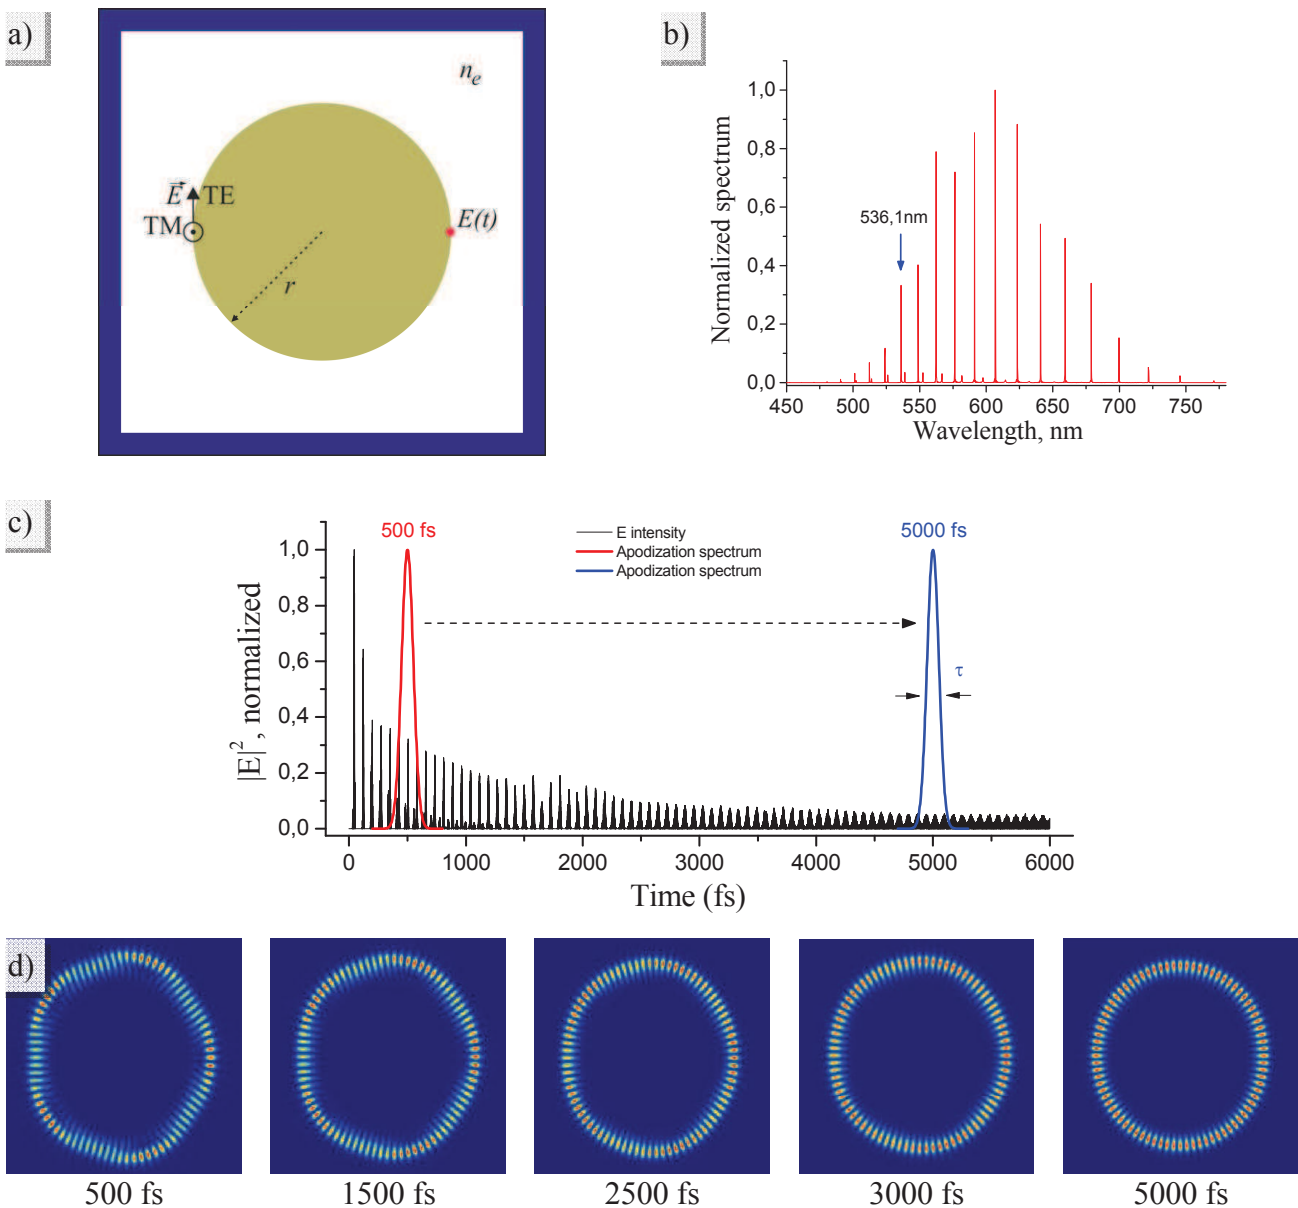 a)
n_e
E⃗ TE
TM
E(t)
r
b)
Normalized spectrum
1,0
0,8
0,6
0,4
0,2
0,0
536,1nm
450 500 550 600 650 700 750
Wavelength, nm
c)
500 fs
E intensity
Apodization spectrum
Apodization spectrum
5000 fs
τ
|E|², normalized
1,0
0,8
0,6
0,4
0,2
0,0
0 1000 2000 3000 4000 5000 6000
Time (fs)
d)
500 fs 1500 fs 2500 fs 3000 fs 5000 fs